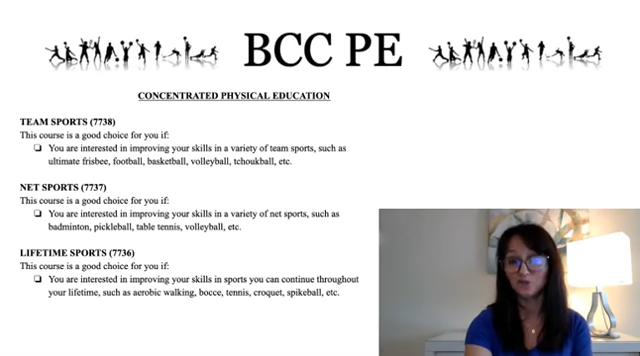 BCC PE
CONCENTRATED PHYSICAL EDUCATION
TEAM SPORTS (7738)
This course is a good choice for you if:
❏ You are interested in improving your skills in a variety of team sports, such as
ultimate frisbee, football, basketball, volleyball, tchoukball, etc.
NET SPORTS (7737)
This course is a good choice for you if:
❏ You are interested in improving your skills in a variety of net sports, such as
badminton, pickleball, table tennis, volleyball, etc.
LIFETIME SPORTS (7736)
This course is a good choice for you if:
❏ You are interested in improving your skills in sports you can continue throughout
your lifetime, such as aerobic walking, bocce, tennis, croquet, spikeball, etc.